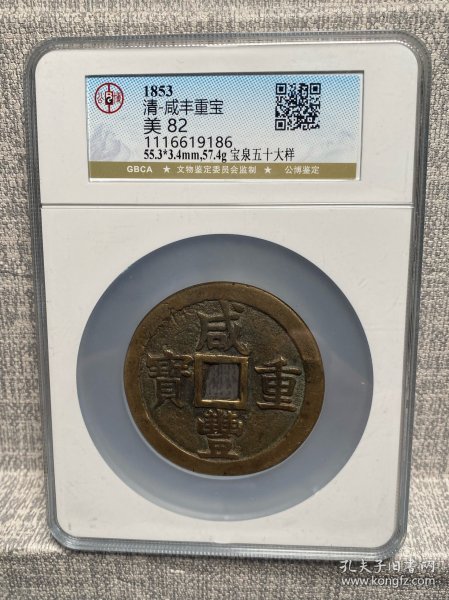 1853
清-咸丰重宝
美 82
1116619186
55.3*3.4mm,57.4g 宝泉五十大样
GBCA ★ 文物鉴定委员会监制 ★ 公博鉴定
咸
寶 重
豐
孔夫子旧书网
www.kongfz.com